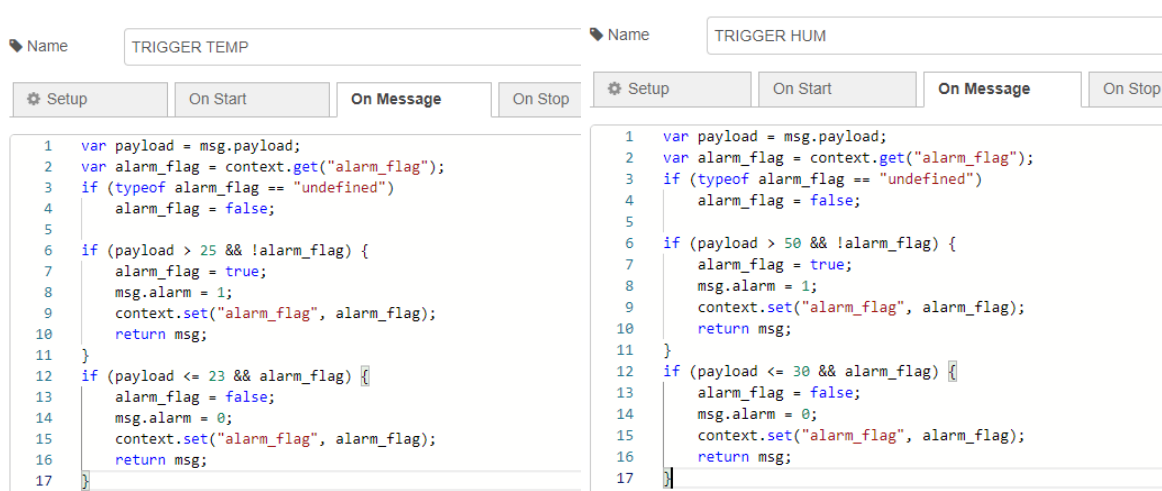 Name
TRIGGER TEMP
Setup
On Start
On Message
On Stop
1 var payload = msg.payload;
2 var alarm_flag = context.get("alarm_flag");
3 if (typeof alarm_flag == "undefined")
4     alarm_flag = false;
5
6 if (payload > 25 && !alarm_flag) {
7     alarm_flag = true;
8     msg.alarm = 1;
9     context.set("alarm_flag", alarm_flag);
10     return msg;
11 }
12 if (payload <= 23 && alarm_flag) {
13     alarm_flag = false;
14     msg.alarm = 0;
15     context.set("alarm_flag", alarm_flag);
16     return msg;
17 }
Name
TRIGGER HUM
Setup
On Start
On Message
On Stop
1 var payload = msg.payload;
2 var alarm_flag = context.get("alarm_flag");
3 if (typeof alarm_flag == "undefined")
4     alarm_flag = false;
5
6 if (payload > 50 && !alarm_flag) {
7     alarm_flag = true;
8     msg.alarm = 1;
9     context.set("alarm_flag", alarm_flag);
10     return msg;
11 }
12 if (payload <= 30 && alarm_flag) {
13     alarm_flag = false;
14     msg.alarm = 0;
15     context.set("alarm_flag", alarm_flag);
16     return msg;
17 }